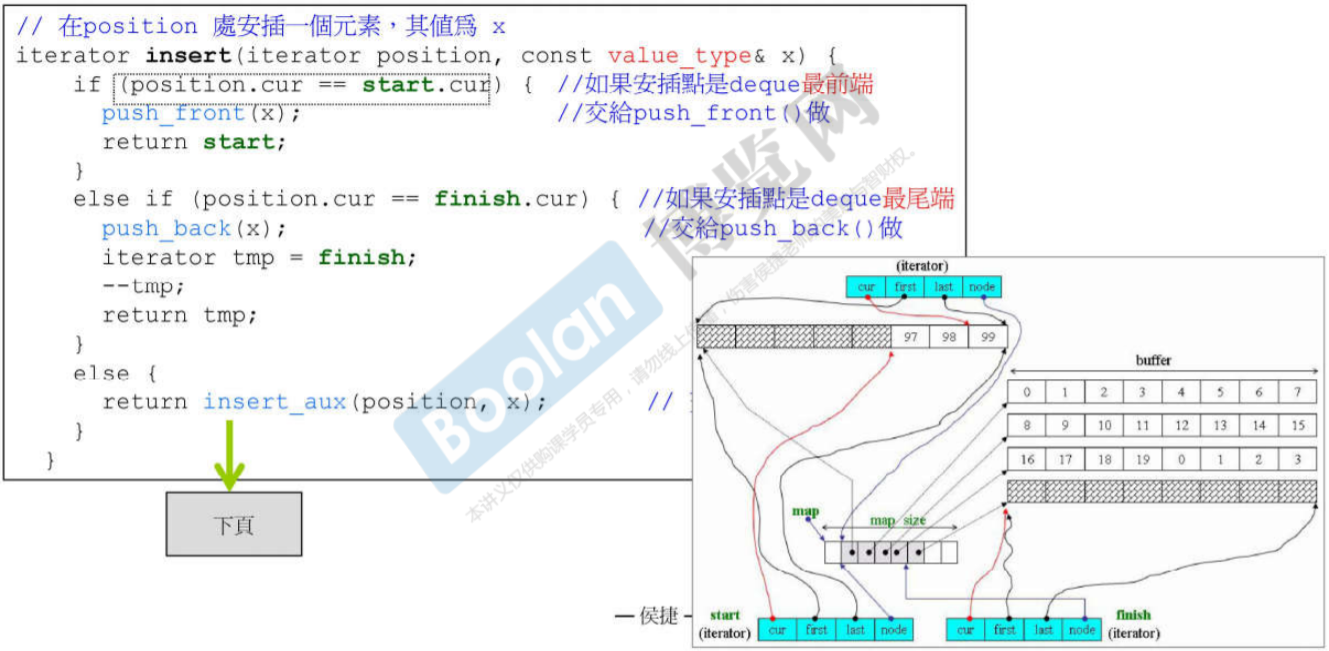 // 在position 處安插一個元素，其值爲 x
iterator insert(iterator position, const value_type& x) {
if (position.cur == start.cur) { //如果安插點是deque最前端
push_front(x); //交給push_front()做
return start;
}
else if (position.cur == finish.cur) { //如果安插點是deque最尾端
push_back(x); //交給push_back()做
iterator tmp = finish;
--tmp;
return tmp;
}
else {
return insert_aux(position, x); //
}
}
下頁
博览网
Boolan
本讲义仅供购课学员专用，请勿线上
伤害侯捷老师的
与智财权。
(iterator)
cur first last node
97 98 99
buffer
0 1 2 3 4 5 6 7
8 9 10 11 12 13 14 15
16 17 18 19 0 1 2 3
map
map size
— 侯捷 -
start
(iterator)
cur first last node
cur first last node
finish
(iterator)